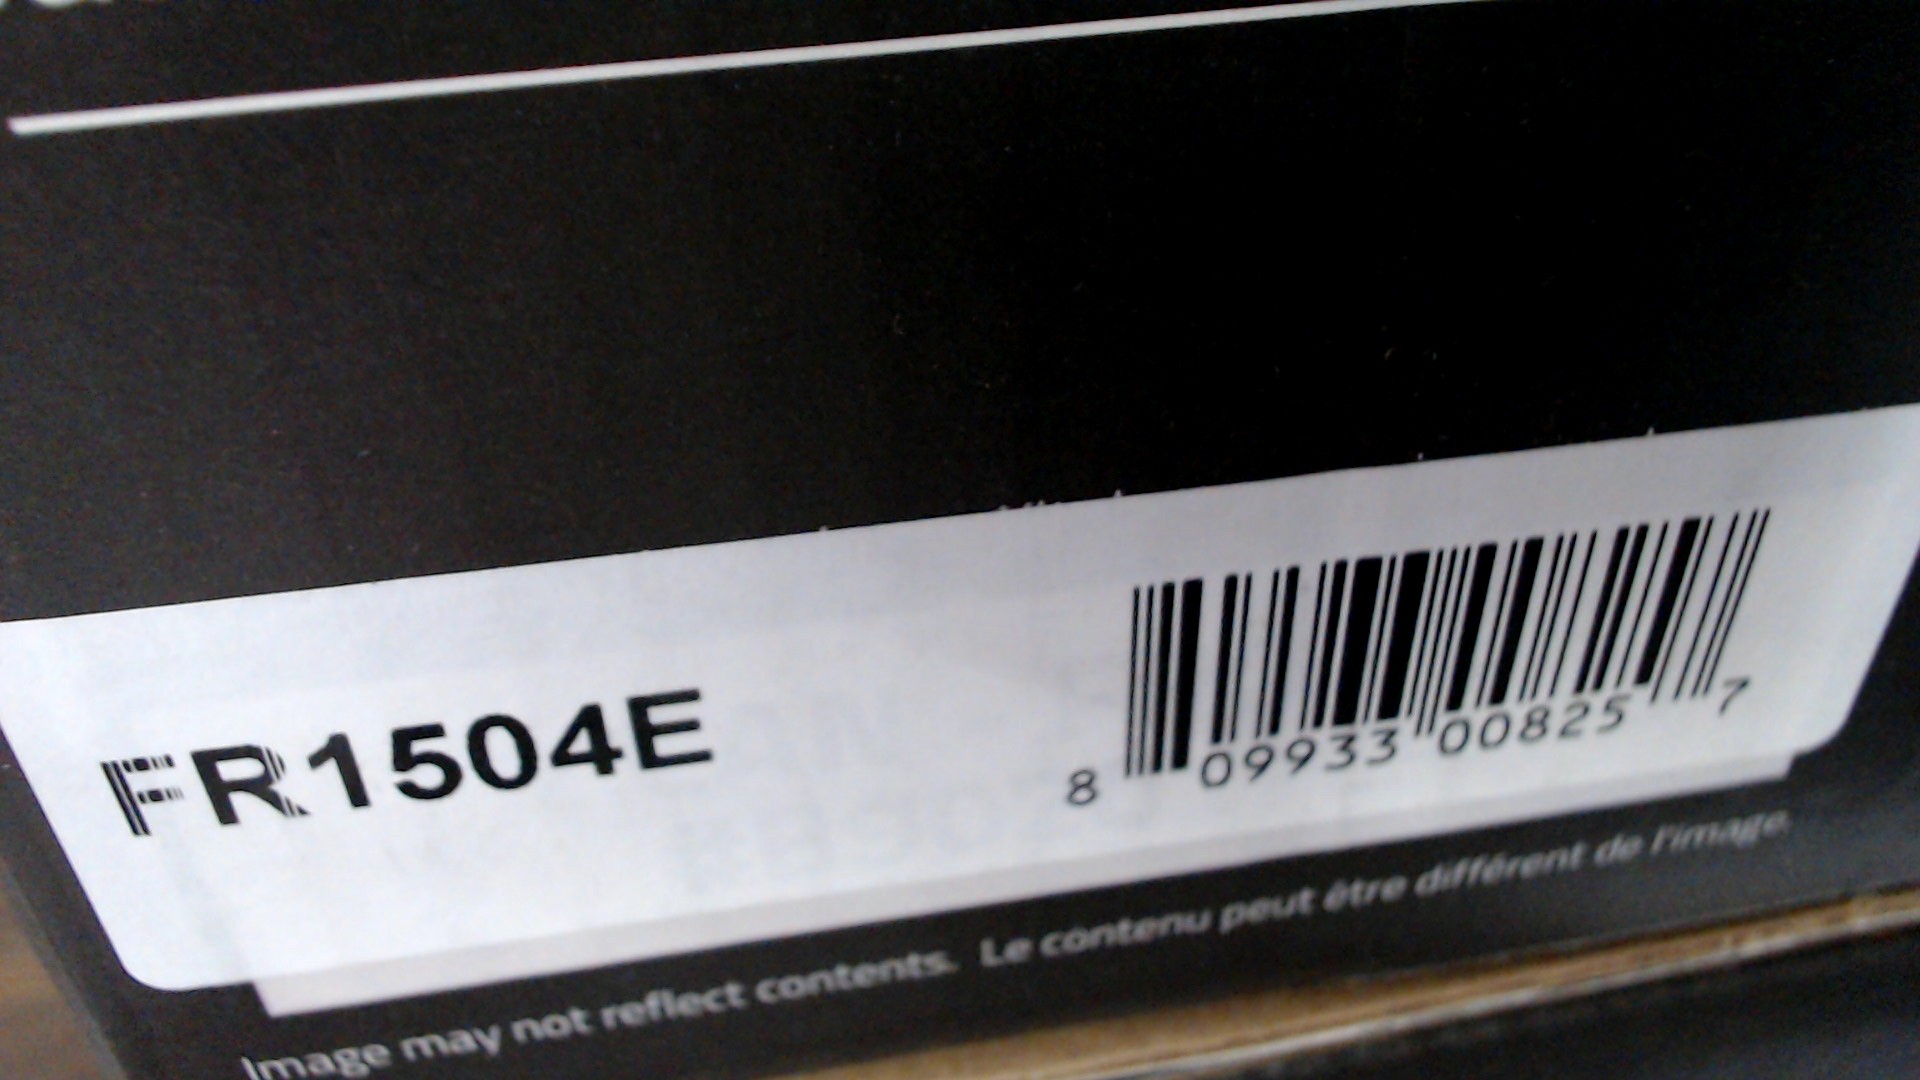 FR1504E
8 09933 00825 7
Image may not reflect contents. Le contenu peut être différent de l'image.